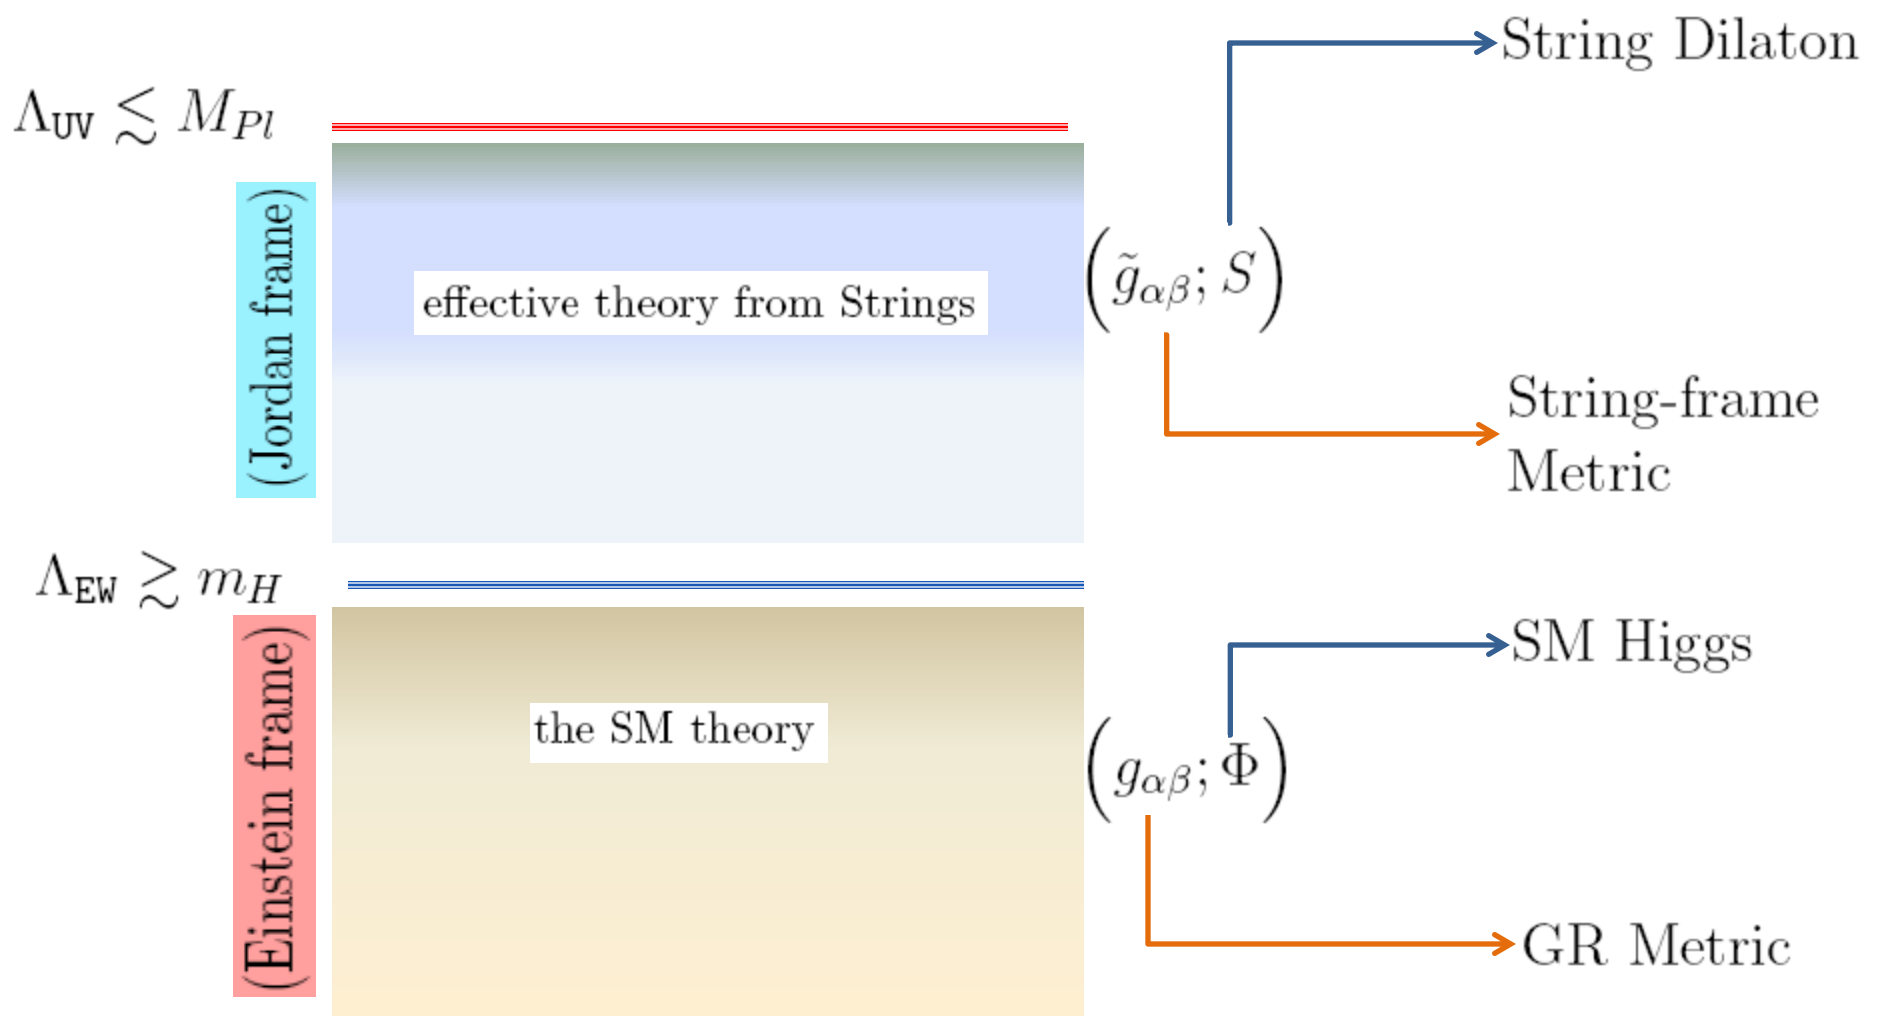 String Dilaton
Λ_UV ≲ M_Pl
(Jordan frame)
effective theory from Strings
(g̃_αβ; S)
String-frame
Metric
Λ_EW ≳ m_H
(Einstein frame)
SM Higgs
the SM theory
(g_αβ; Φ)
GR Metric